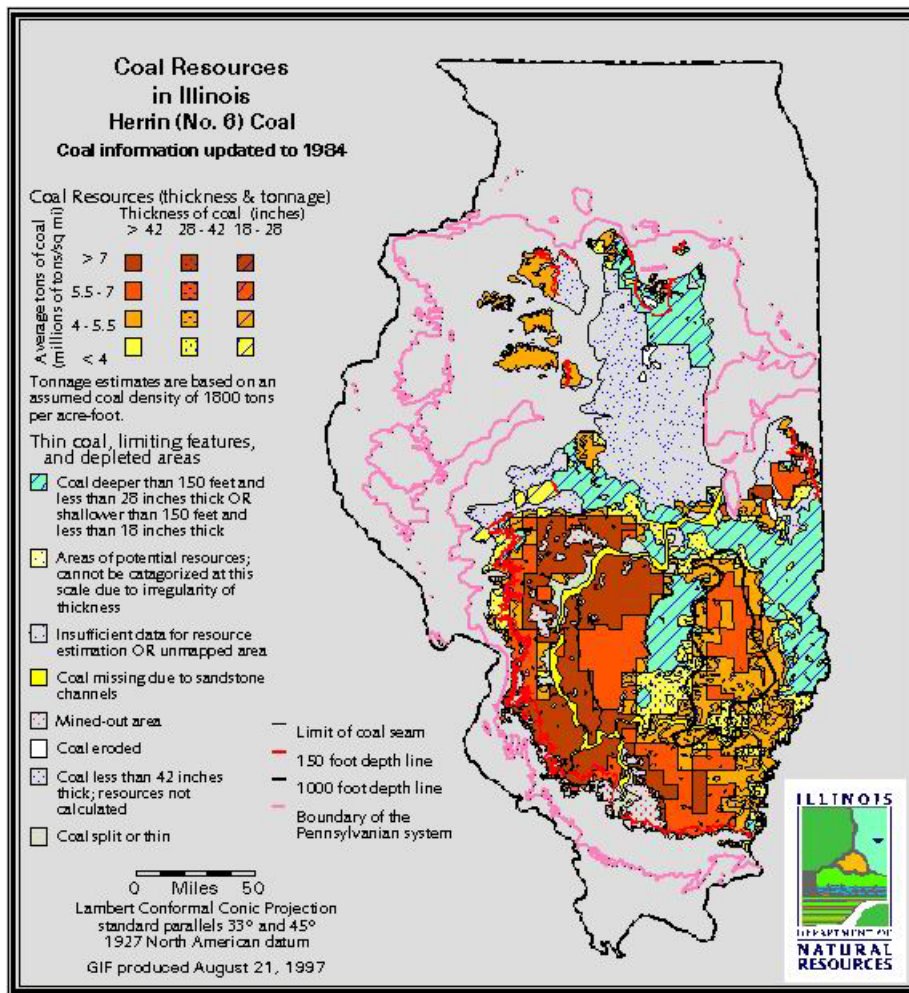 Coal Resources
in Illinois
Herrin (No. 6) Coal
Coal information updated to 1984
Coal Resources (thickness & tonnage)
Thickness of coal (inches)
> 42 28 - 42 18 - 28
Average tons of coal
(millions of tons/sq mi)
> 7
5.5 - 7
4 - 5.5
< 4
Tonnage estimates are based on an
assumed coal density of 1800 tons
per acre-foot.
Thin coal, limiting features,
and depleted areas
Coal deeper than 150 feet and
less than 28 inches thick OR
shallower than 150 feet and
less than 18 inches thick
Areas of potential resources;
cannot be catagorized at this
scale due to irregularity of
thickness
Insufficient data for resource
estimation OR unmapped area
Coal missing due to sandstone
channels
Mined-out area
Coal eroded
Coal less than 42 inches
thick; resources not
calculated
Coal split or thin
Limit of coal seam
150 foot depth line
1000 foot depth line
Boundary of the
Pennsylvanian system
0 Miles 50
Lambert Conformal Conic Projection
standard parallels 33° and 45°
1927 North American datum
GIF produced August 21, 1997
ILLINOIS
DEPARTMENT OF
NATURAL
RESOURCES